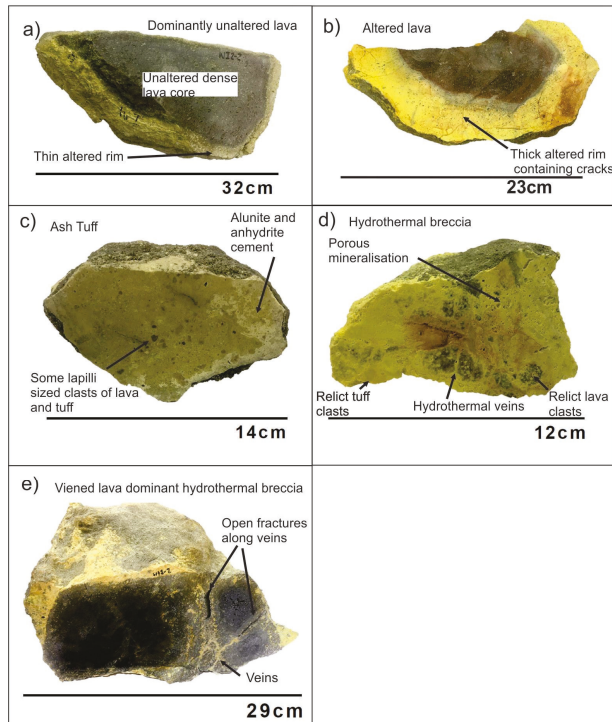 a)
Dominantly unaltered lava
Unaltered dense
lava core
Thin altered rim
32cm
b)
Altered lava
Thick altered rim
containing cracks
23cm
c)
Ash Tuff
Alunite and
anhydrite
cement
Some lapilli
sized clasts of lava
and tuff
14cm
d)
Hydrothermal breccia
Porous
mineralisation
Relict tuff
clasts
Hydrothermal veins
Relict lava
clasts
12cm
e)
Viened lava dominant hydrothermal breccia
Open fractures
along veins
Veins
29cm